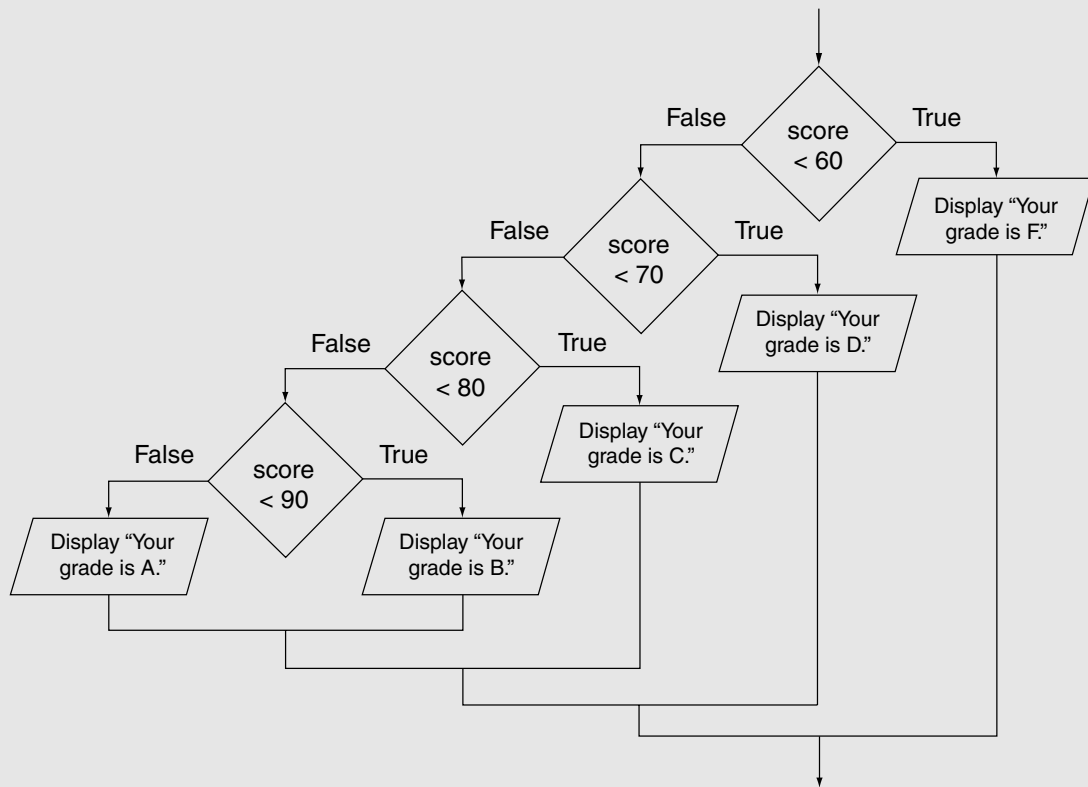 False
True
score
< 60
Display “Your
grade is F.”
False
True
score
< 70
Display “Your
grade is D.”
False
True
score
< 80
Display “Your
grade is C.”
False
True
score
< 90
Display “Your
grade is A.”
Display “Your
grade is B.”